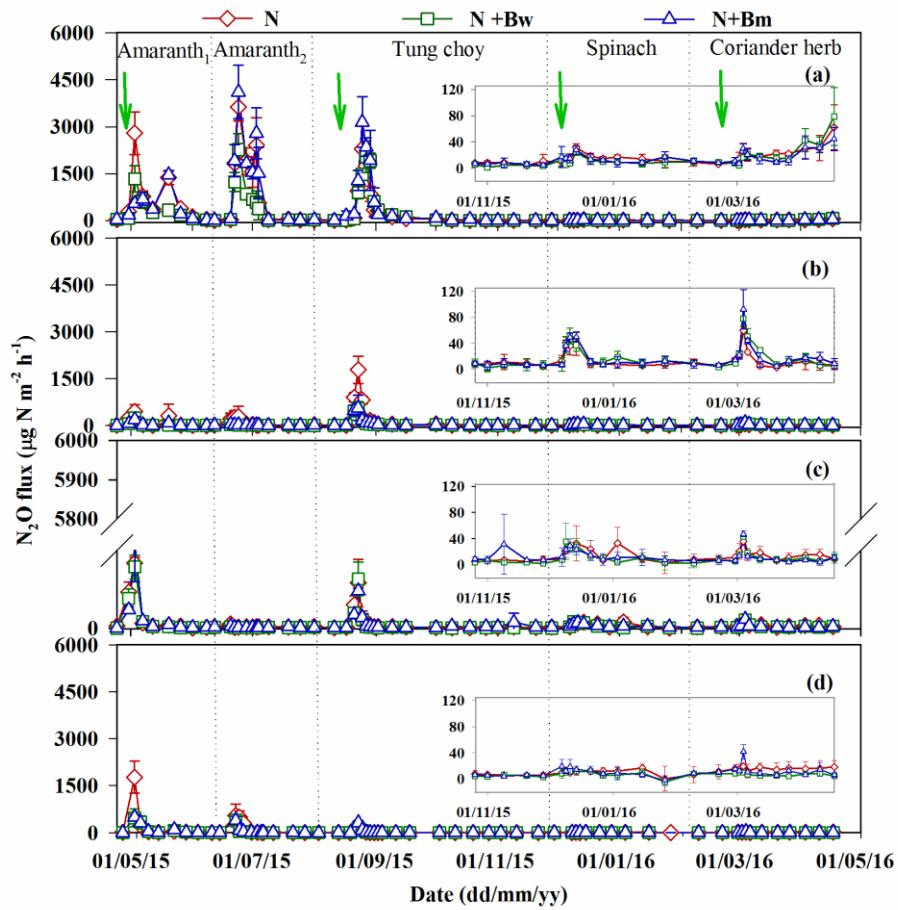 N N +Bw N+Bm
6000 Amaranth₁ Amaranth₂ Tung choy Spinach Coriander herb
(a)
4500
3000
1500
0
120
80
40
0
01/11/15 01/01/16 01/03/16
6000
(b)
4500
3000
1500
0
120
80
40
0
01/11/15 01/01/16 01/03/16
6000
(c)
5900
5800
0
120
80
40
0
01/11/15 01/01/16 01/03/16
6000
(d)
4500
3000
1500
0
120
80
40
0
01/11/15 01/01/16 01/03/16
N₂O flux (μg N m⁻² h⁻¹)
01/05/15 01/07/15 01/09/15 01/11/15 01/01/16 01/03/16 01/05/16
Date (dd/mm/yy)